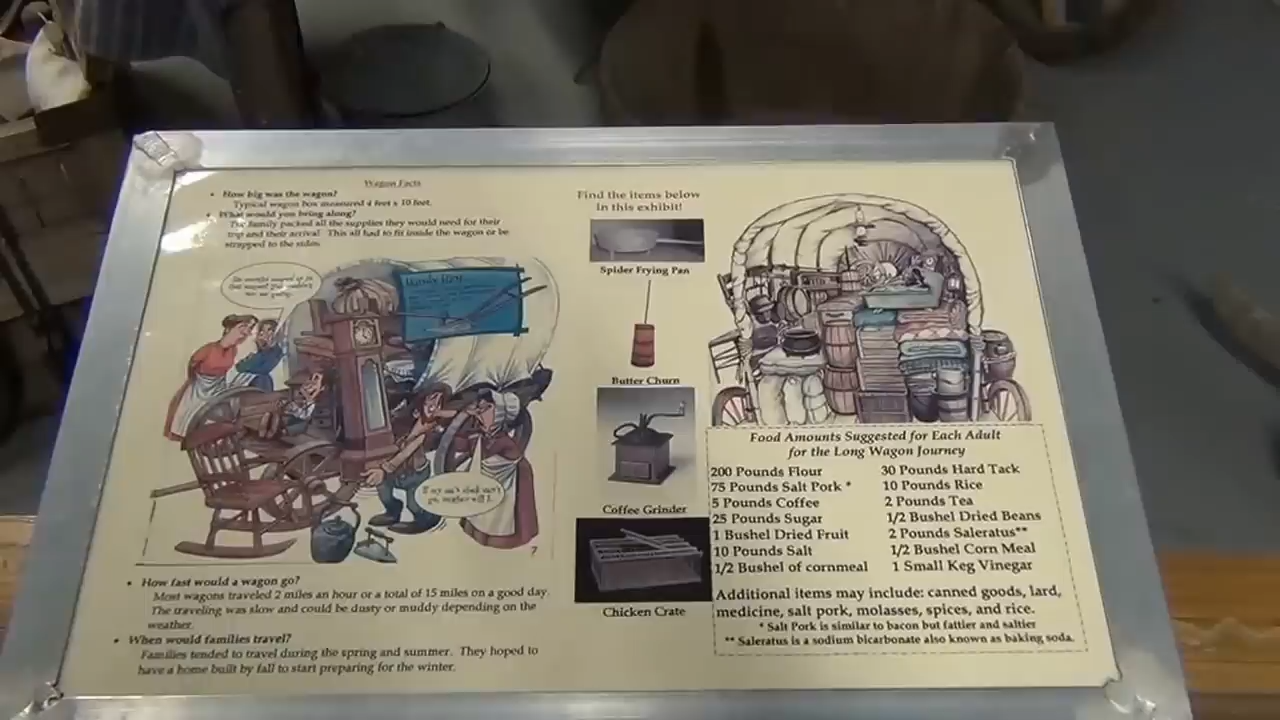 Wagon Facts
• How big was the wagon?
Typical wagon box measured 4 feet x 10 feet.
• What would you bring along?
The family packed all the supplies they would need for their
trip and their arrival. This all had to fit inside the wagon or be
strapped to the sides.
7
• How fast would a wagon go?
Most wagons traveled 2 miles an hour or a total of 15 miles on a good day.
The traveling was slow and could be dusty or muddy depending on the
weather.
• When would families travel?
Families tended to travel during the spring and summer. They hoped to
have a home built by fall to start preparing for the winter.
Find the items below
in this exhibit!
Spider Frying Pan
Butter Churn
Coffee Grinder
Chicken Crate
Food Amounts Suggested for Each Adult
for the Long Wagon Journey
200 Pounds Flour
75 Pounds Salt Pork *
5 Pounds Coffee
25 Pounds Sugar
1 Bushel Dried Fruit
10 Pounds Salt
1/2 Bushel of cornmeal
30 Pounds Hard Tack
10 Pounds Rice
2 Pounds Tea
1/2 Bushel Dried Beans
2 Pounds Saleratus**
1/2 Bushel Corn Meal
1 Small Keg Vinegar
Additional items may include: canned goods, lard,
medicine, salt pork, molasses, spices, and rice.
* Salt Pork is similar to bacon but fattier and saltier
** Saleratus is a sodium bicarbonate also known as baking soda.